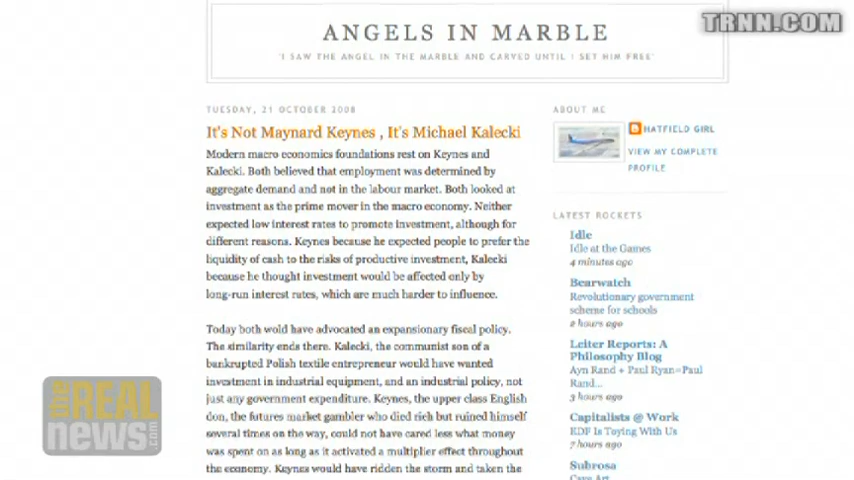 TRNN.COM
ANGELS IN MARBLE
'I SAW THE ANGEL IN THE MARBLE AND CARVED UNTIL I SET HIM FREE'
TUESDAY, 21 OCTOBER 2008
It's Not Maynard Keynes , It's Michael Kalecki
Modern macro economics foundations rest on Keynes and
Kalecki. Both believed that employment was determined by
aggregate demand and not in the labour market. Both looked at
investment as the prime mover in the macro economy. Neither
expected low interest rates to promote investment, although for
different reasons. Keynes because he expected people to prefer the
liquidity of cash to the risks of productive investment, Kalecki
because he thought investment would be affected only by
long-run interest rates, which are much harder to influence.
Today both wold have advocated an expansionary fiscal policy.
The similarity ends there. Kalecki, the communist son of a
bankrupted Polish textile entrepreneur would have wanted
investment in industrial equipment, and an industrial policy, not
just any government expenditure. Keynes, the upper class English
don, the futures market gambler who died rich but ruined himself
several times on the way, could not have cared less what money
was spent on as long as it activated a multiplier effect throughout
the economy. Keynes would have ridden the storm and taken the
ABOUT ME
HATFIELD GIRL
VIEW MY COMPLETE
PROFILE
LATEST ROCKETS
Idle
Idle at the Games
4 minutes ago
Bearwatch
Revolutionary government
scheme for schools
2 hours ago
Leiter Reports: A
Philosophy Blog
Ayn Rand + Paul Ryan=Paul
Rand...
3 hours ago
Capitalists @ Work
EDF Is Toying With Us
7 hours ago
Subrosa
Care Art
the REAL
news.com